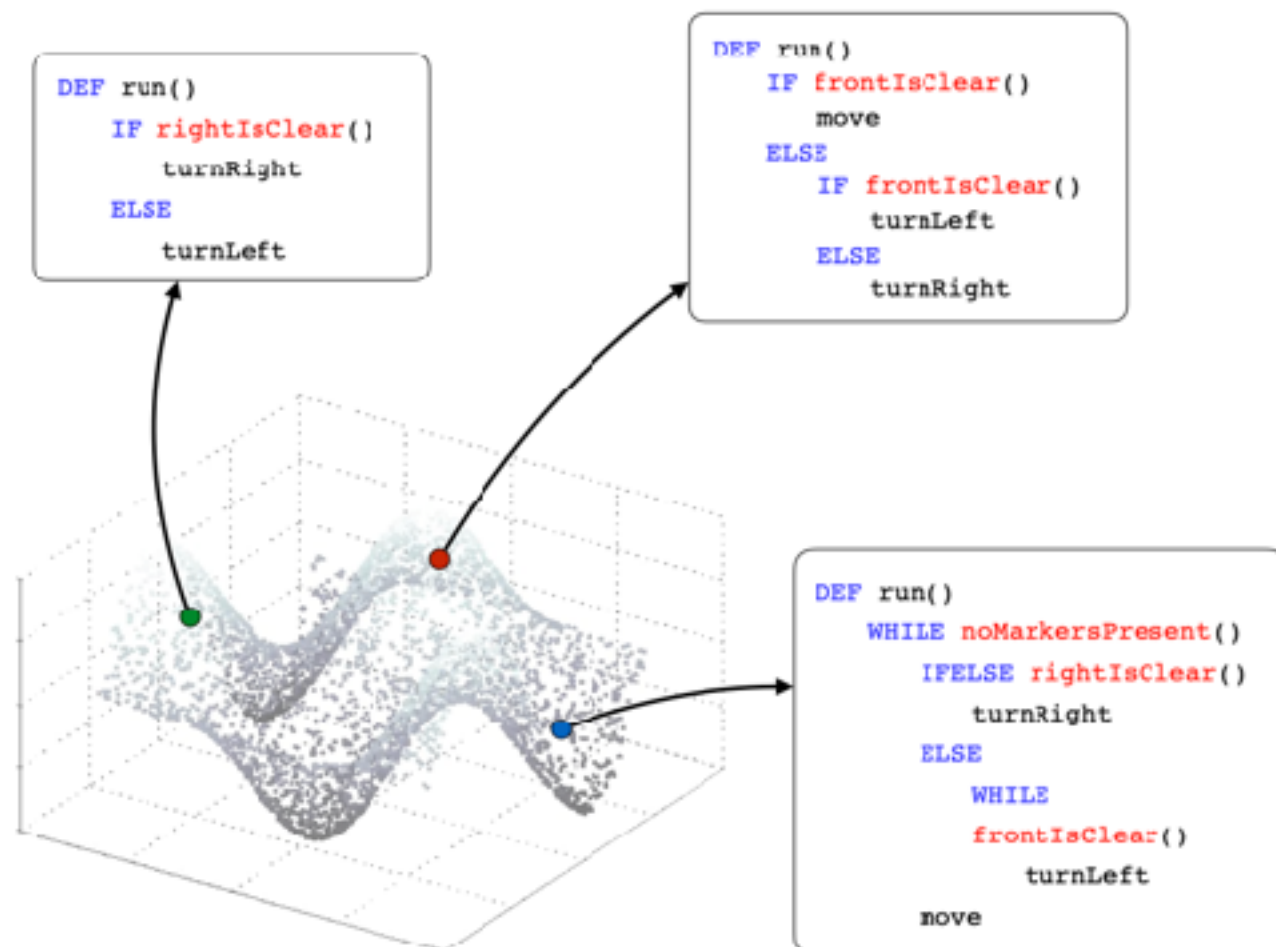 DEF run()
IF rightIsClear()
turnRight
ELSE
turnLeft
DEF run()
IF frontIsClear()
move
ELSE
IF frontIsClear()
turnLeft
ELSE
turnRight
DEF run()
WHILE noMarkersPresent()
IFELSE rightIsClear()
turnRight
ELSE
WHILE
frontIsClear()
turnLeft
move